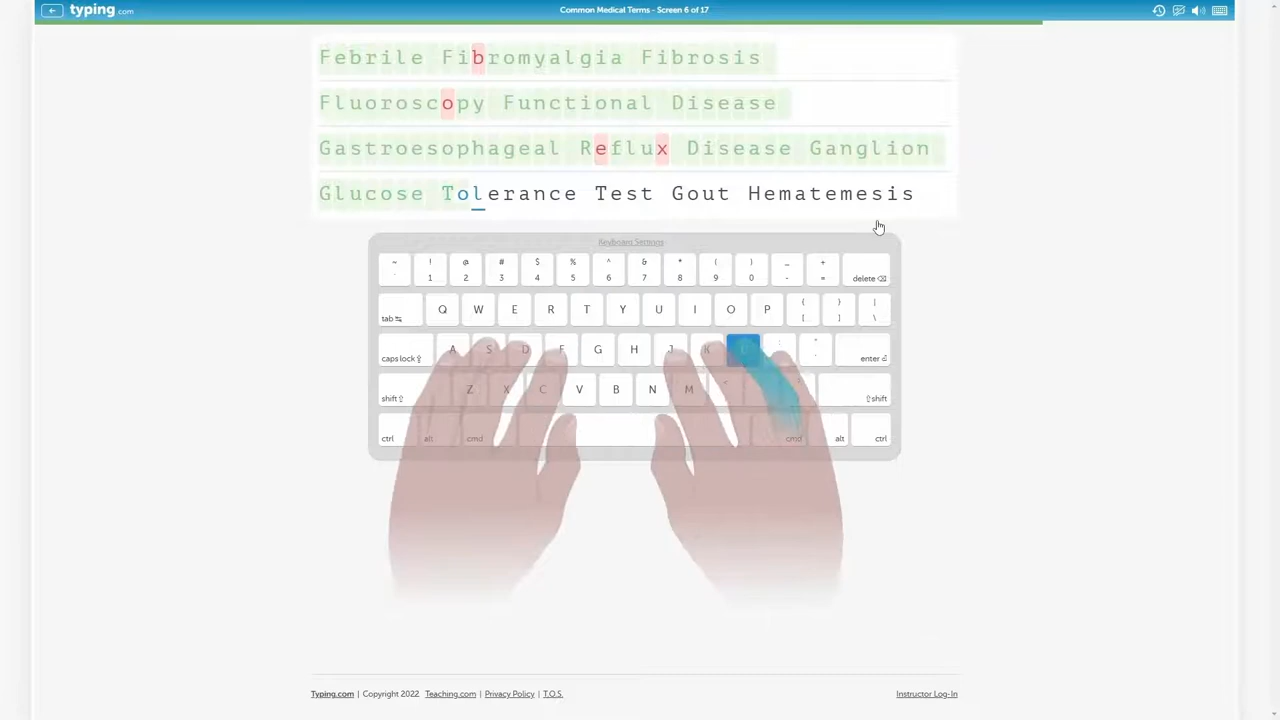 typing.com
Common Medical Terms - Screen 6 of 17
Febrile Fibromyalgia Fibrosis
Fluoroscopy Functional Disease
Gastroesophageal Reflux Disease Ganglion
Glucose Tolerance Test Gout Hematemesis
Keyboard Settings
~ ! @ # $ % ^ & * ( ) _ +
` 1 2 3 4 5 6 7 8 9 0 - = delete
tab Q W E R T Y U I O P { [ } ] | \
caps lock A S D F G H J K L : " ' enter
shift Z X C V B N M < shift
ctrl alt cmd cmd alt ctrl
Typing.com | Copyright 2022 Teaching.com | Privacy Policy | T.O.S. Instructor Log-In